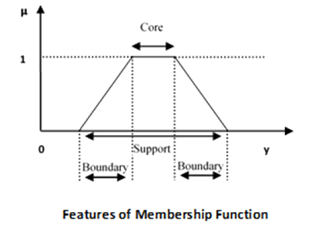 μ
Core
1
0
Support
y
Boundary
Boundary
Features of Membership Function